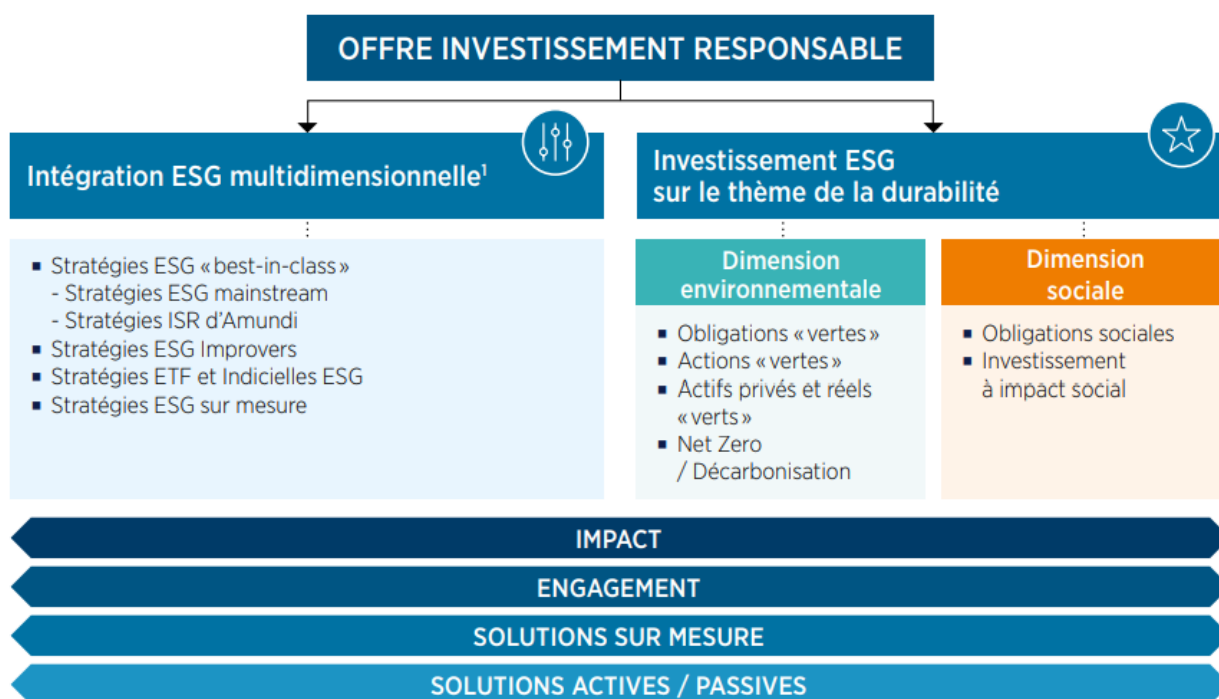 OFFRE INVESTISSEMENT RESPONSABLE
Intégration ESG multidimensionnelle¹
▪ Stratégies ESG « best-in-class »
- Stratégies ESG mainstream
- Stratégies ISR d’Amundi
▪ Stratégies ESG Improvers
▪ Stratégies ETF et Indicielles ESG
▪ Stratégies ESG sur mesure
Investissement ESG
sur le thème de la durabilité
Dimension
environnementale
▪ Obligations « vertes »
▪ Actions « vertes »
▪ Actifs privés et réels
« verts »
▪ Net Zero
/ Décarbonisation
Dimension
sociale
▪ Obligations sociales
▪ Investissement
à impact social
IMPACT
ENGAGEMENT
SOLUTIONS SUR MESURE
SOLUTIONS ACTIVES / PASSIVES